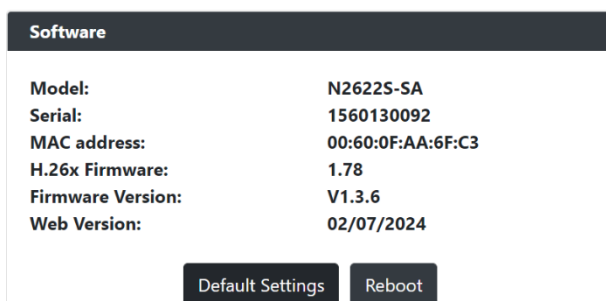 Software
Model: N2622S-SA
Serial: 1560130092
MAC address: 00:60:0F:AA:6F:C3
H.26x Firmware: 1.78
Firmware Version: V1.3.6
Web Version: 02/07/2024
Default Settings Reboot